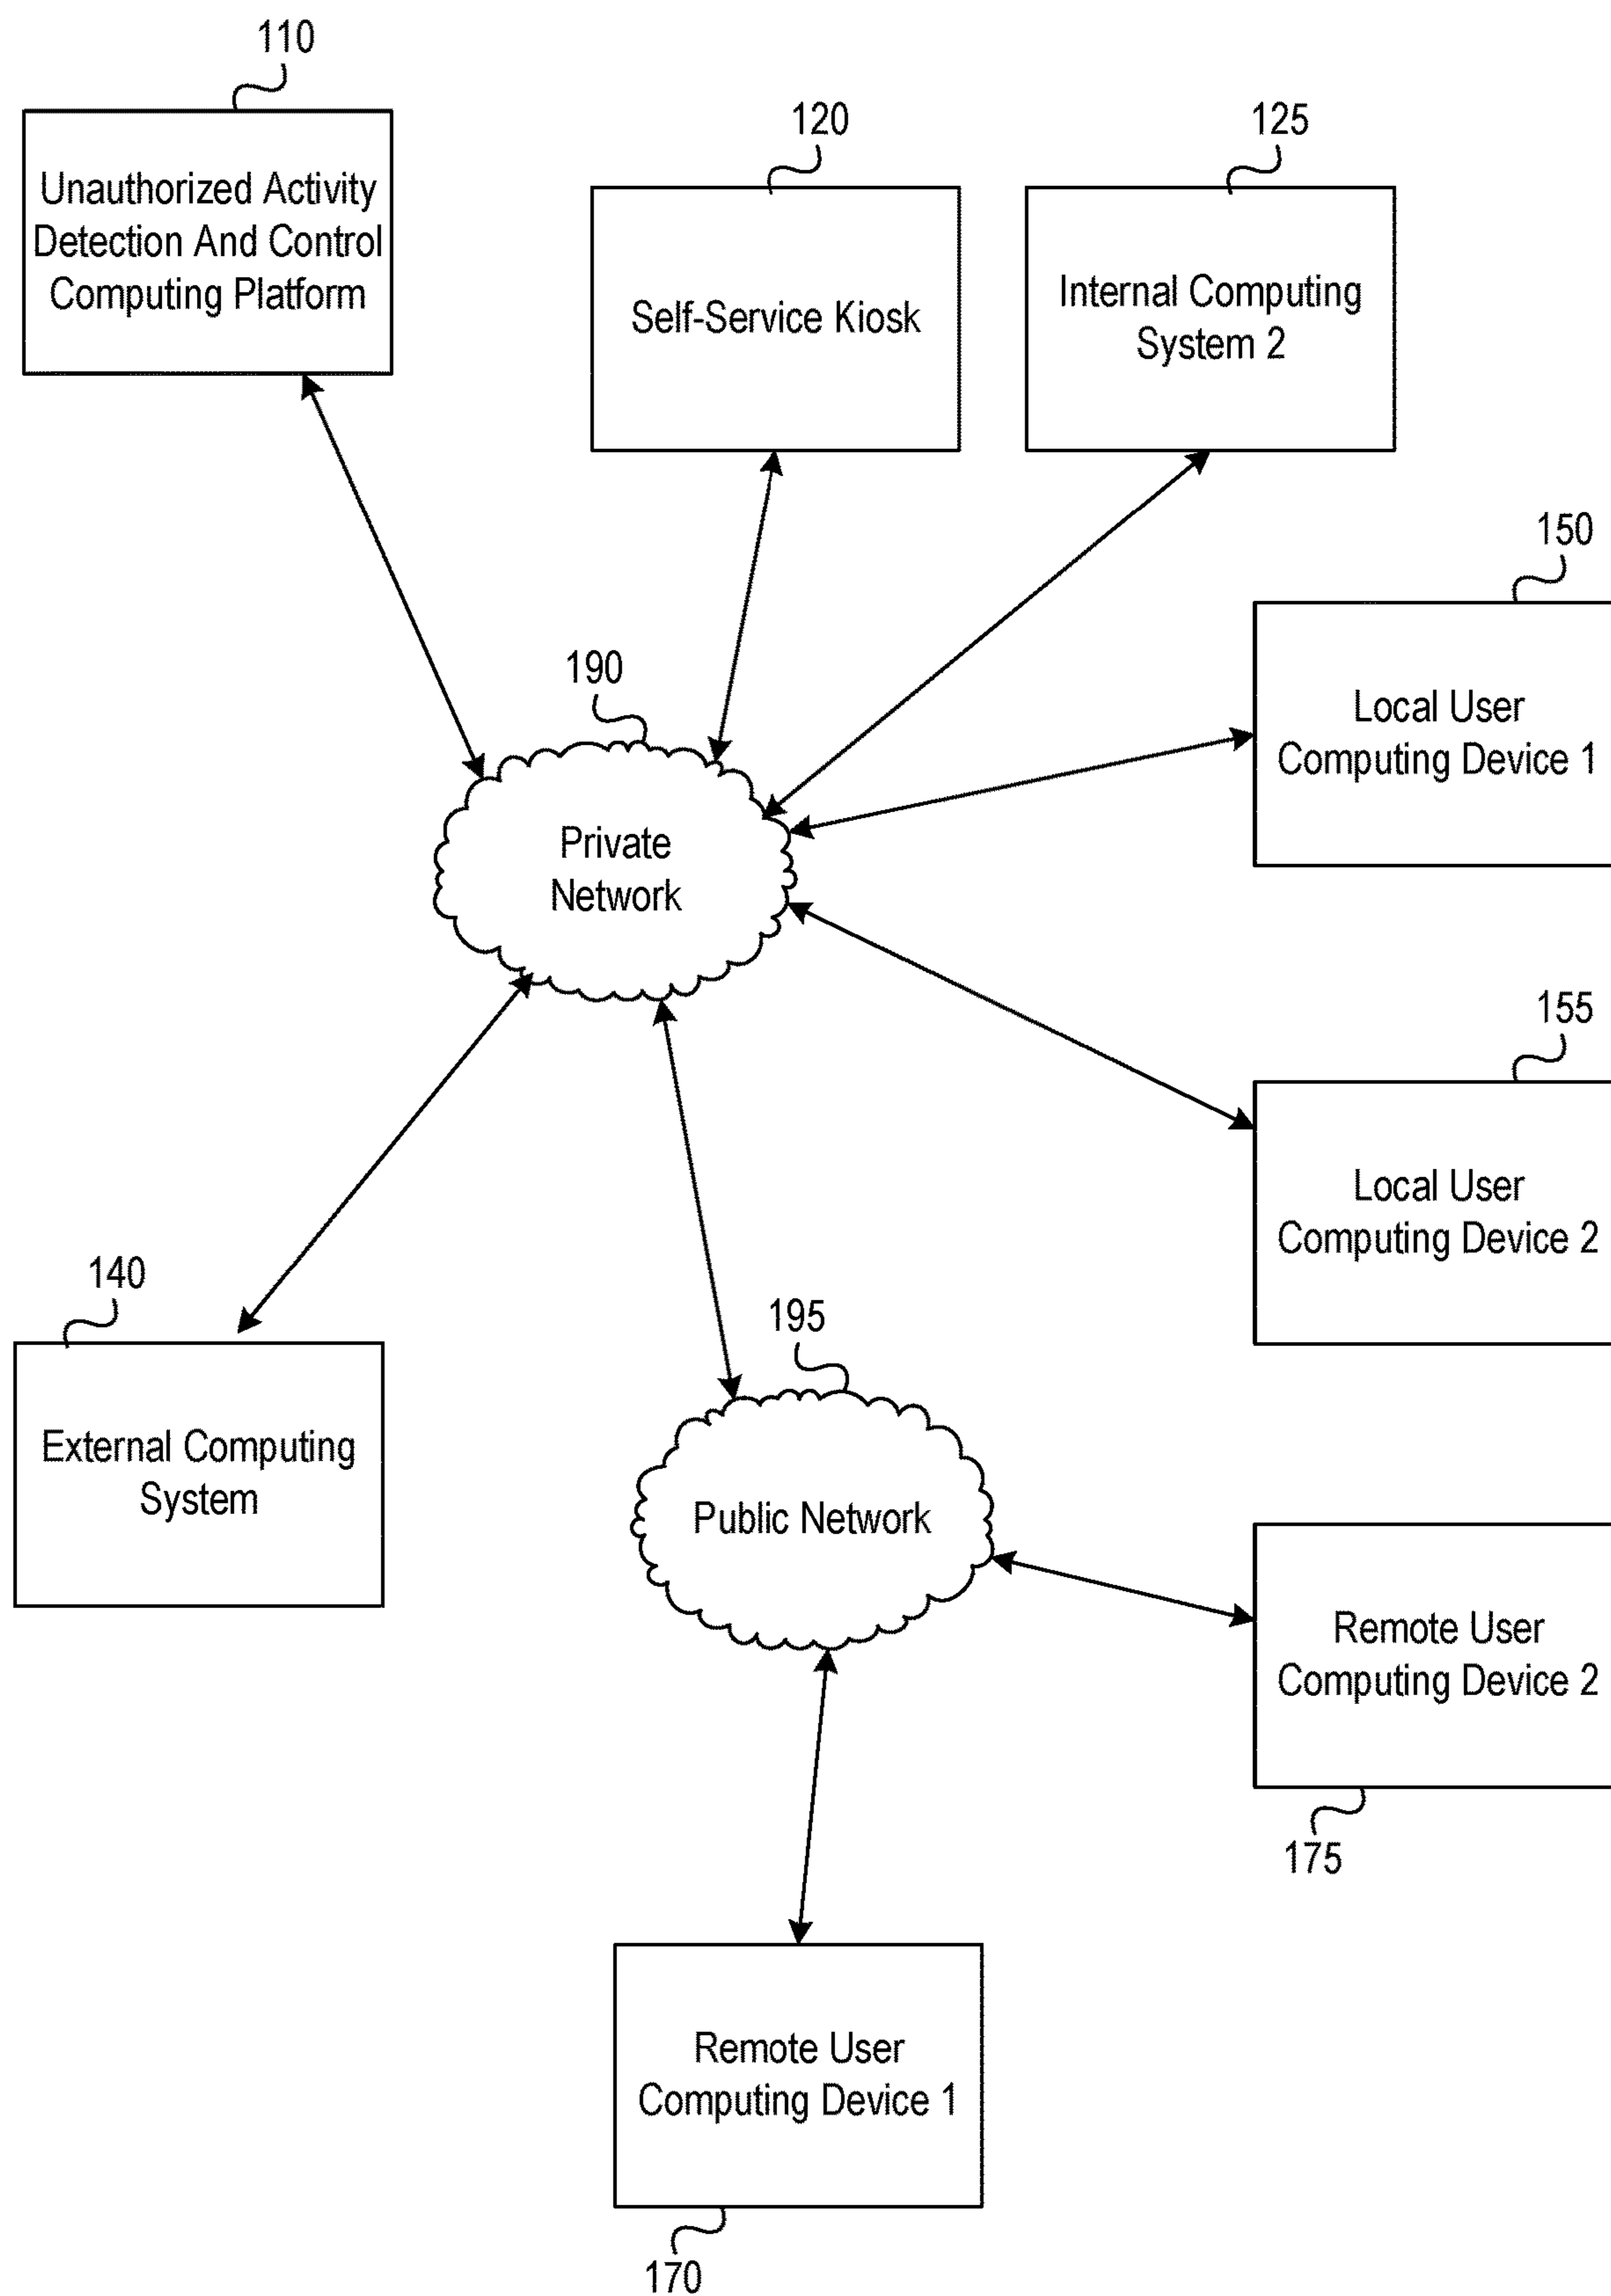 110
Unauthorized Activity
Detection And Control
Computing Platform
120
Self-Service Kiosk
125
Internal Computing
System 2
150
Local User
Computing Device 1
190
Private
Network
155
Local User
Computing Device 2
140
External Computing
System
195
Public Network
Remote User
Computing Device 2
175
Remote User
Computing Device 1
170